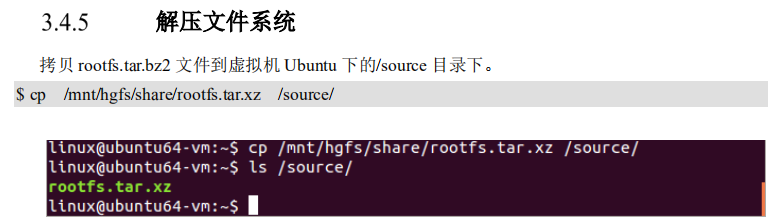 3.4.5 解压文件系统
拷贝 rootfs.tar.bz2 文件到虚拟机 Ubuntu 下的/source 目录下。
$ cp /mnt/hgfs/share/rootfs.tar.xz /source/
linux@ubuntu64-vm:~$ cp /mnt/hgfs/share/rootfs.tar.xz /source/
linux@ubuntu64-vm:~$ ls /source/
rootfs.tar.xz
linux@ubuntu64-vm:~$